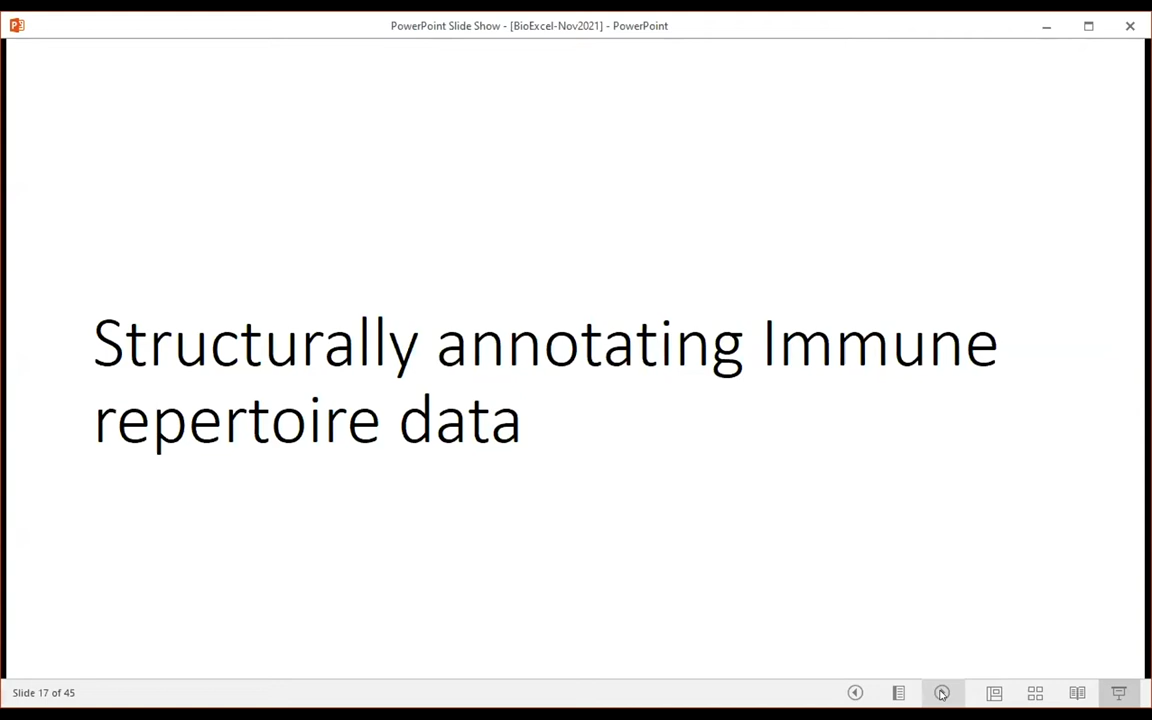 PowerPoint Slide Show - [BioExcel-Nov2021] - PowerPoint
Structurally annotating Immune
repertoire data
Slide 17 of 45